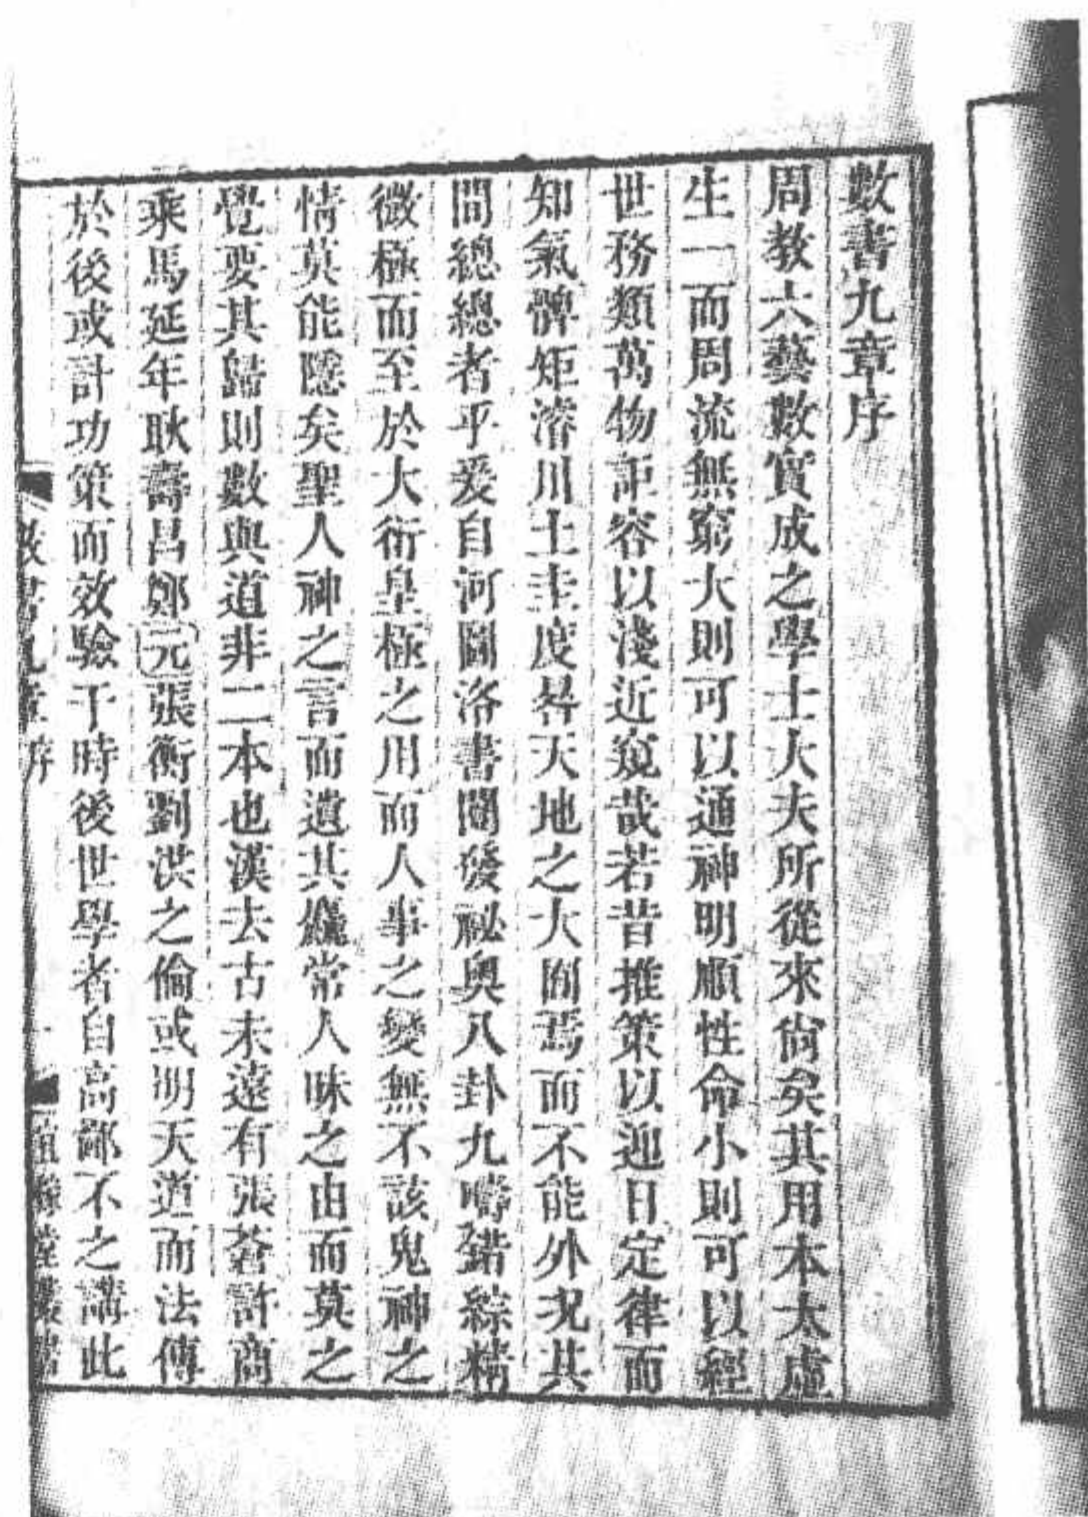 數書九章序
周教六藝數實成之學士大夫所從來尚矣其用本太虛
生一而周流無窮大則可以通神明順性命小則可以經
世務類萬物詎容以淺近窺哉若昔推策以迎日定律而
知氣髀矩濬川土圭度晷天地之大囿焉而不能外況其
間總總者乎爰自河圖洛書闓發祕奧八卦九疇錯綜精
微極而至於大衍皇極之用而人事之變無不該鬼神之
情莫能隱矣聖人神之言而遺其麤常人昧之由而莫之
覺要其歸則數與道非二本也漢去古未遠有張蒼許商
乘馬延年耿壽昌鄭元張衡劉洪之倫或明天道而法傳
於後或計功策而效驗于時後世學者自高鄙不之講此
數書九章序
一
宜稼堂叢書